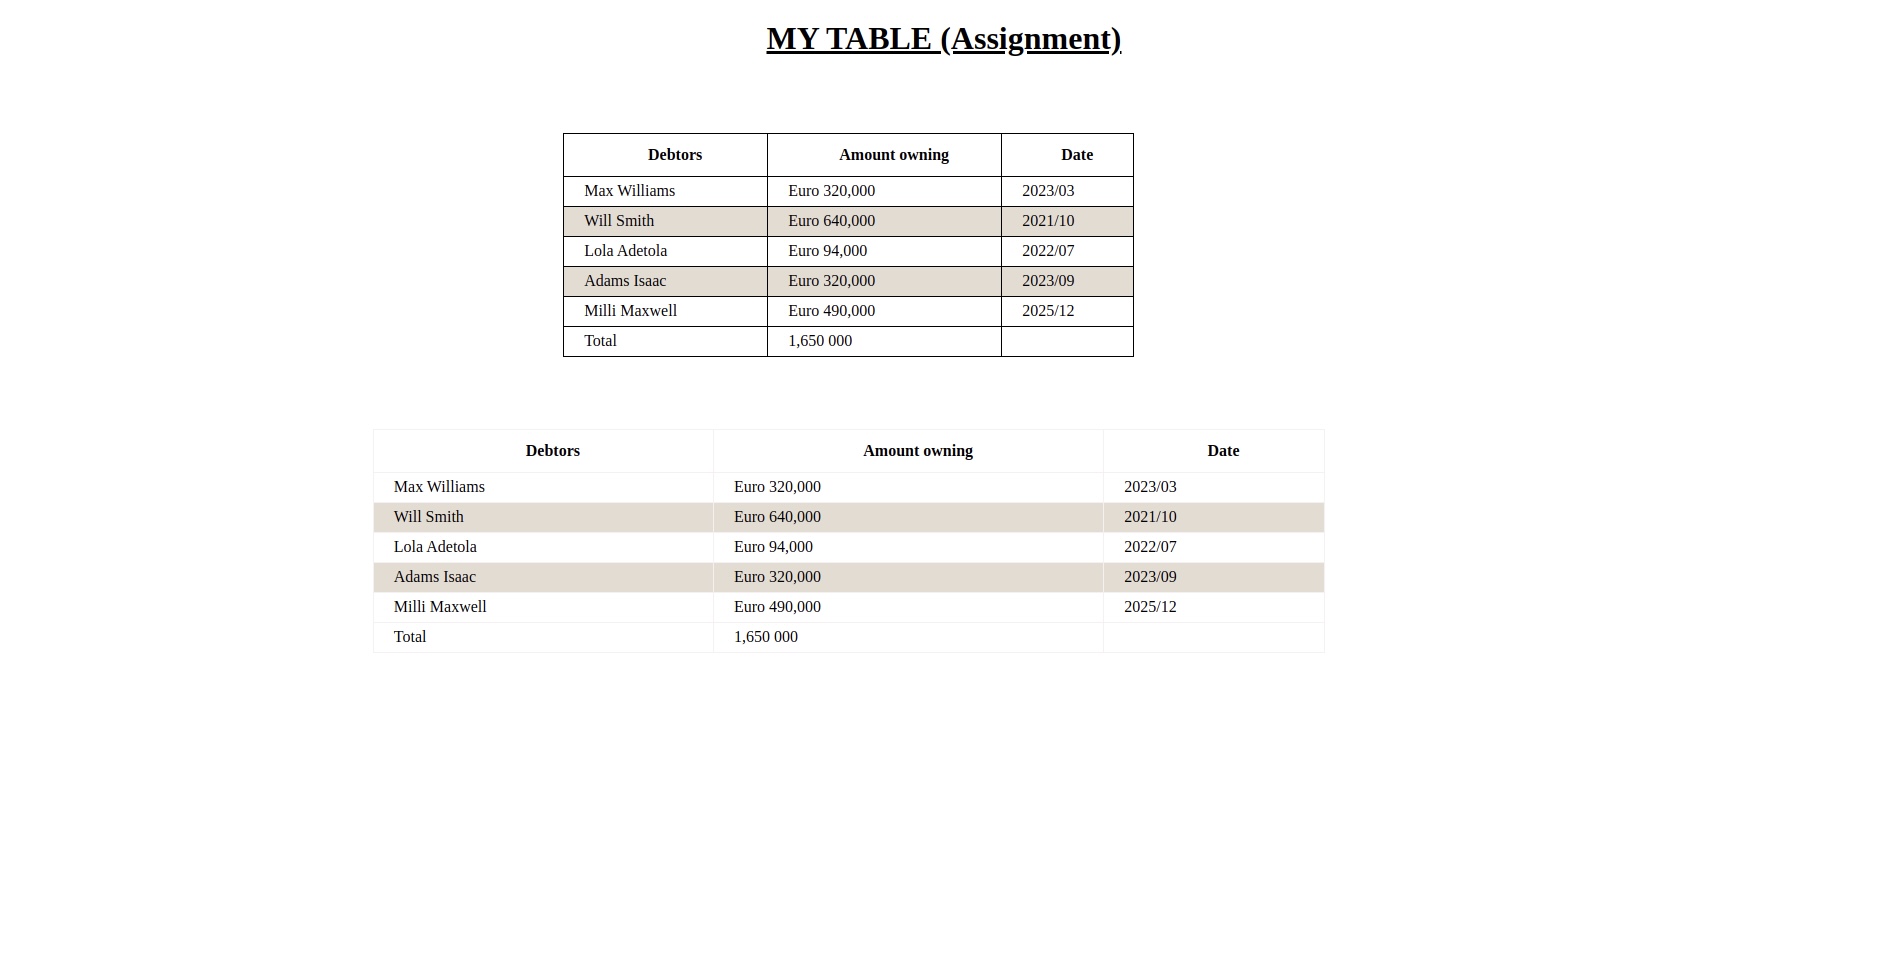 MY TABLE (Assignment)
Debtors Amount owning Date
Max Williams Euro 320,000 2023/03
Will Smith Euro 640,000 2021/10
Lola Adetola Euro 94,000 2022/07
Adams Isaac Euro 320,000 2023/09
Milli Maxwell Euro 490,000 2025/12
Total 1,650 000
Debtors Amount owning Date
Max Williams Euro 320,000 2023/03
Will Smith Euro 640,000 2021/10
Lola Adetola Euro 94,000 2022/07
Adams Isaac Euro 320,000 2023/09
Milli Maxwell Euro 490,000 2025/12
Total 1,650 000